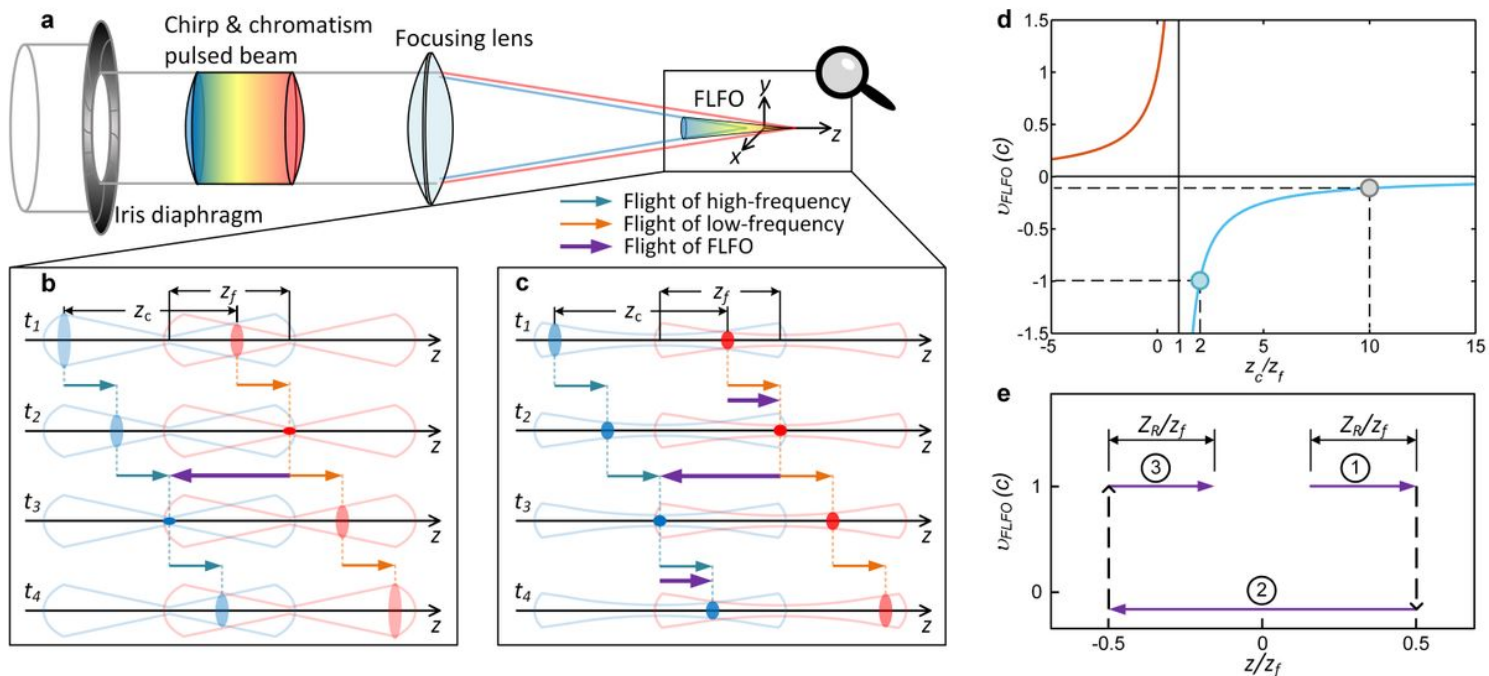 a
Chirp & chromatism
pulsed beam
Focusing lens
FLFO
y
z
x
Iris diaphragm
Flight of high-frequency
Flight of low-frequency
Flight of FLFO
b
z_f
z_c
t_1
z
t_2
z
t_3
z
t_4
z
c
z_f
z_c
t_1
z
t_2
z
t_3
z
t_4
z
d
υ_FLFO (c)
1.5
1
0.5
0
-0.5
-1
-1.5
-5
0
1
2
5
10
15
z_c/z_f
e
Z_R/z_f
Z_R/z_f
③
①
υ_FLFO (c)
1
②
0
-0.5
0
0.5
z/z_f